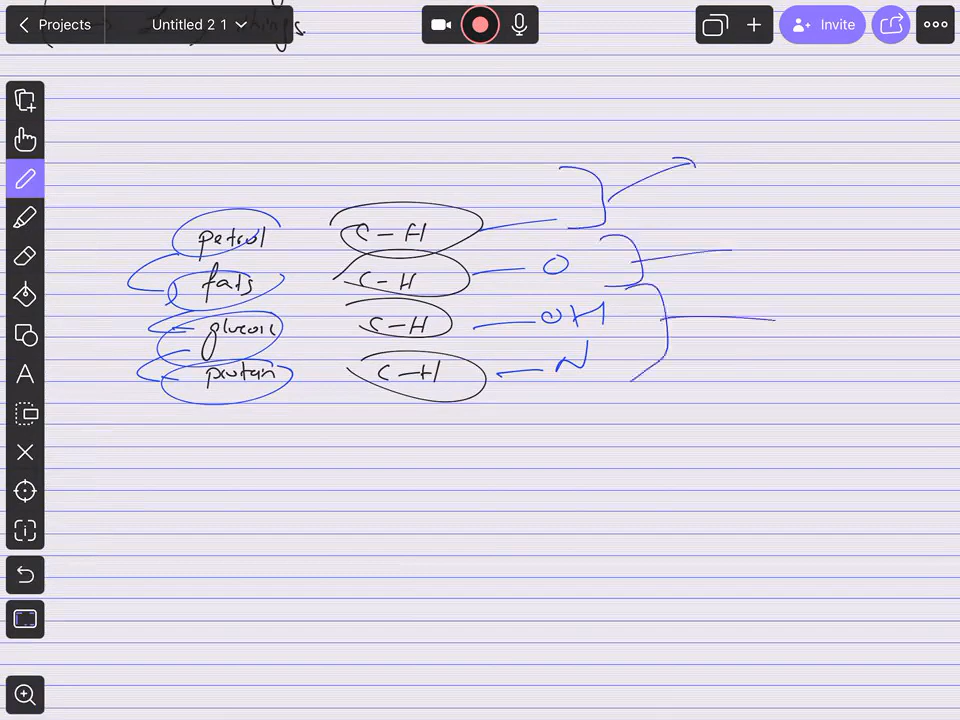 Projects Untitled 2 1 Invite
petrol C-H
fats C-H O
glucose C-H OH
protein C-H N